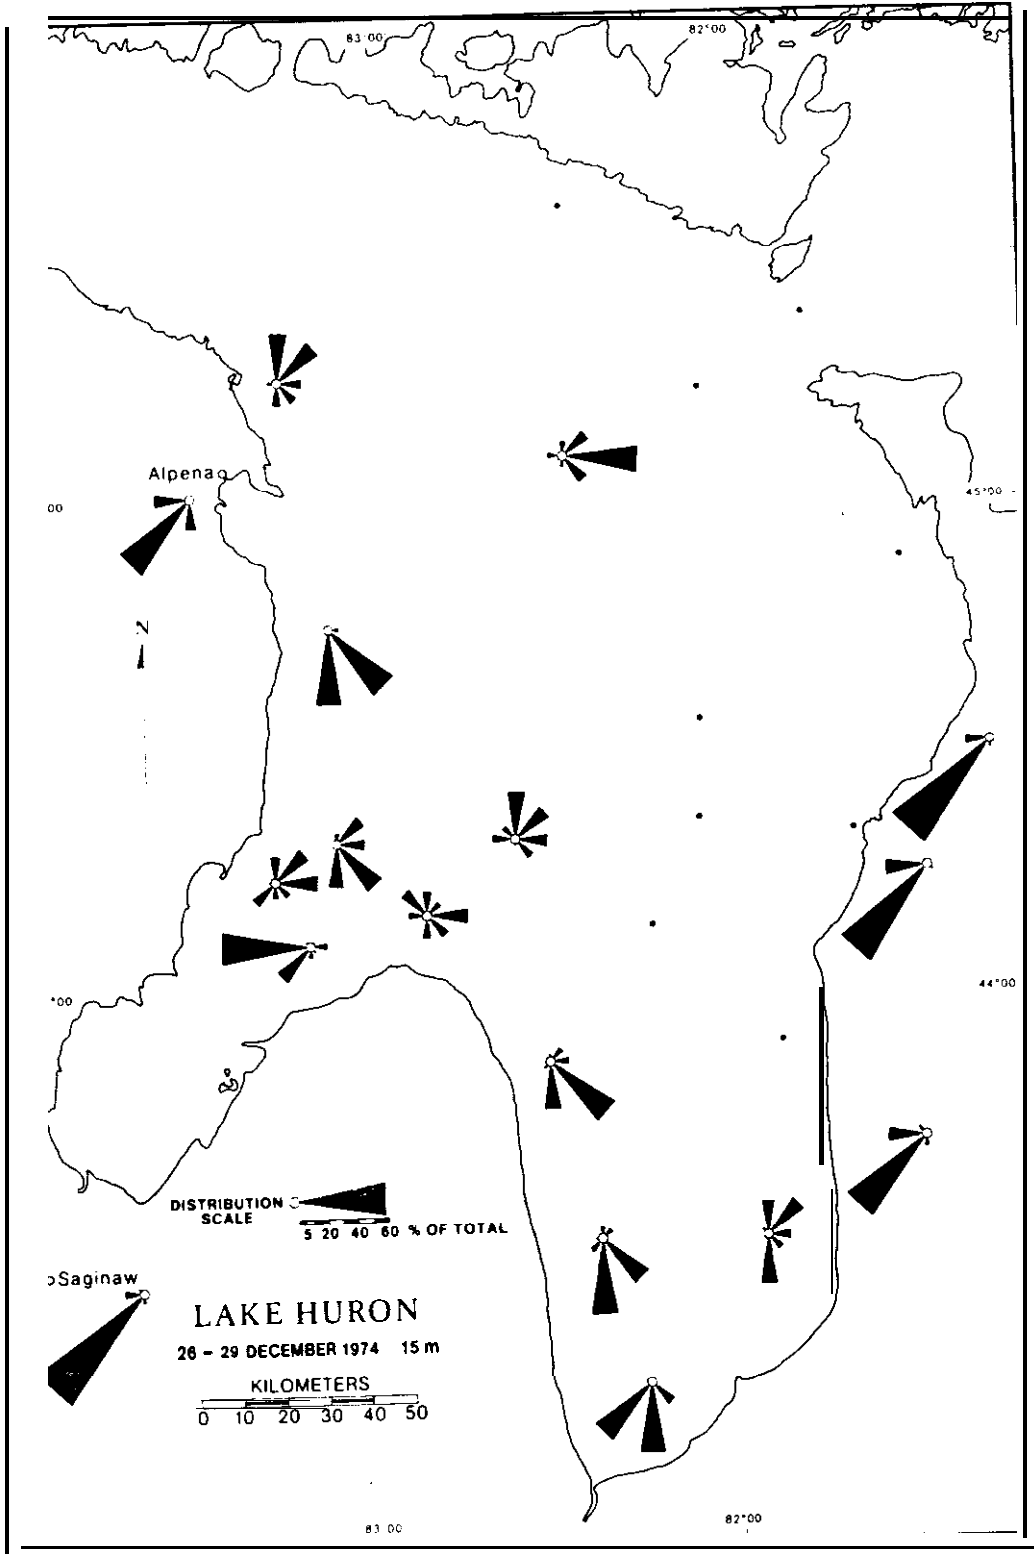 83°00
82°00
Alpena
45°00
00
N
44°00
°00
DISTRIBUTION
SCALE
5 20 40 60 % OF TOTAL
Saginaw
LAKE HURON
26 – 29 DECEMBER 1974 15 m
KILOMETERS
0 10 20 30 40 50
83 00
82°00